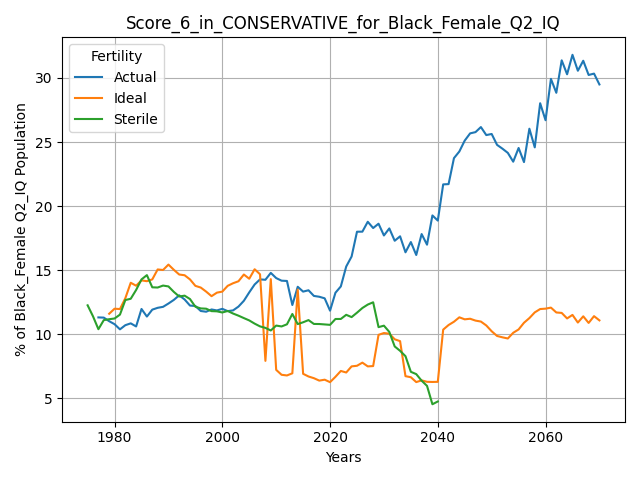 Score_6_in_CONSERVATIVE_for_Black_Female_Q2_IQ
Fertility
Actual
Ideal
Sterile
% of Black_Female Q2_IQ Population
30
25
20
15
10
5
1980
2000
2020
2040
2060
Years